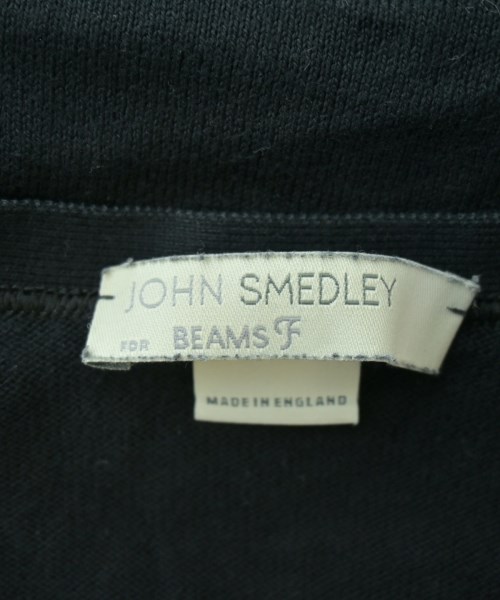 JOHN SMEDLEY
FOR BEAMS F
MADE IN ENGLAND